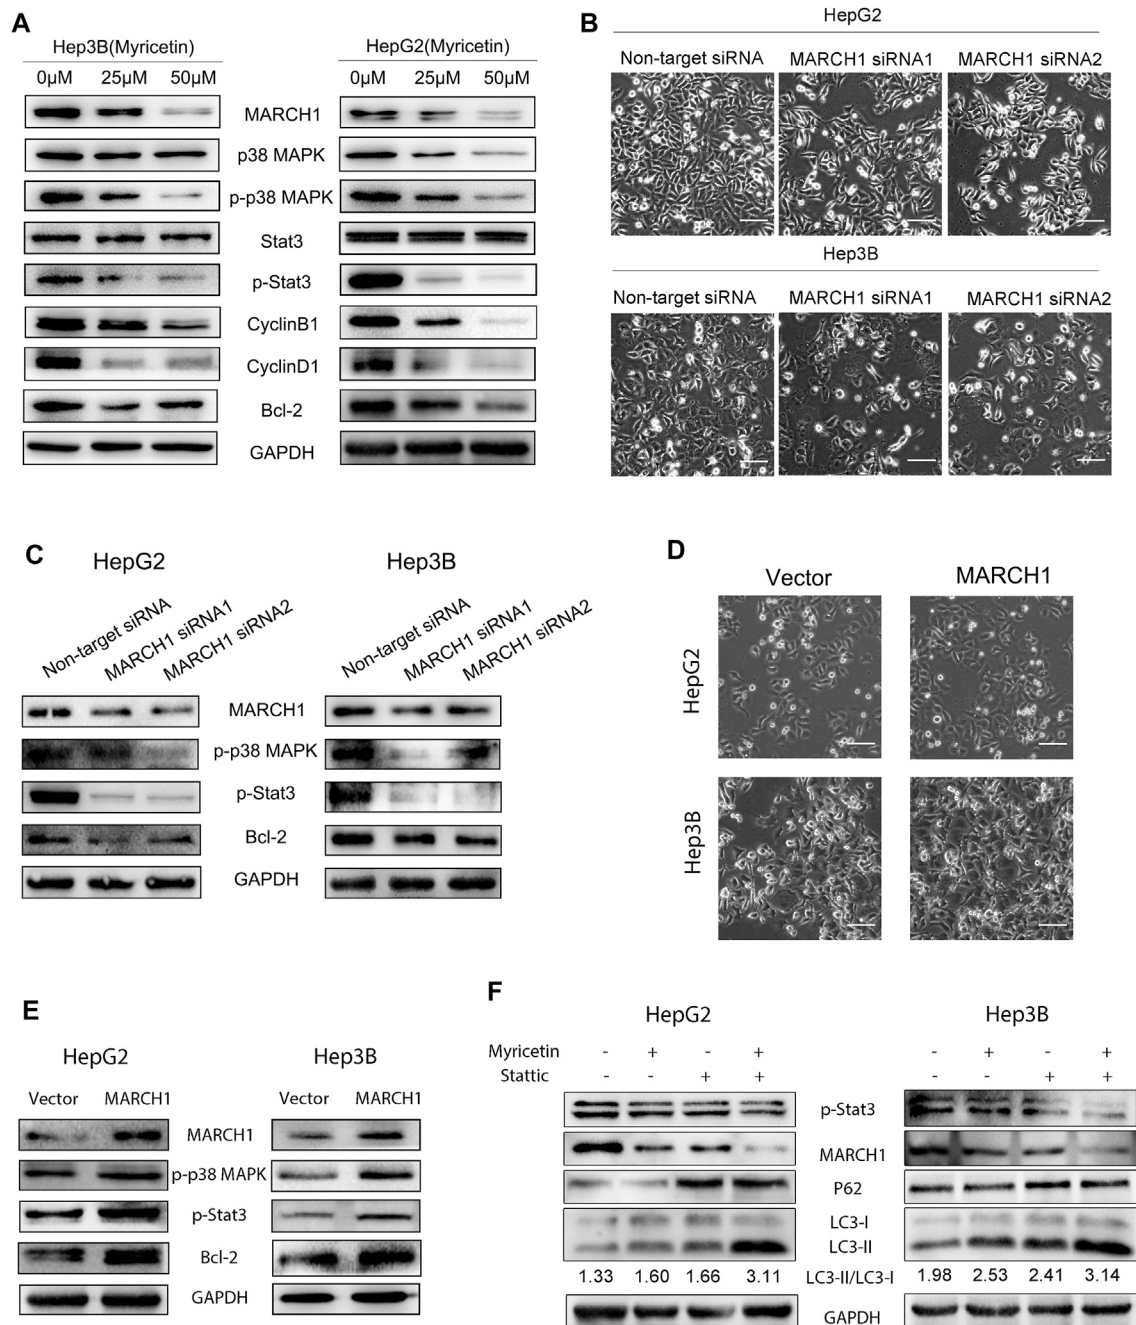 A
Hep3B(Myricetin)
0µM 25µM 50µM
HepG2(Myricetin)
0µM 25µM 50µM
MARCH1
p38 MAPK
p-p38 MAPK
Stat3
p-Stat3
CyclinB1
CyclinD1
Bcl-2
GAPDH
B
HepG2
Non-target siRNA MARCH1 siRNA1 MARCH1 siRNA2
Hep3B
Non-target siRNA MARCH1 siRNA1 MARCH1 siRNA2
C
HepG2
Non-target siRNA
MARCH1 siRNA1
MARCH1 siRNA2
Hep3B
Non-target siRNA
MARCH1 siRNA1
MARCH1 siRNA2
MARCH1
p-p38 MAPK
p-Stat3
Bcl-2
GAPDH
D
Vector MARCH1
HepG2
Hep3B
E
HepG2 Hep3B
Vector MARCH1 Vector MARCH1
MARCH1
p-p38 MAPK
p-Stat3
Bcl-2
GAPDH
F
HepG2 Hep3B
Myricetin - + - + - + - +
Stattic - - + + - - + +
p-Stat3
MARCH1
P62
LC3-I
LC3-II
1.33 1.60 1.66 3.11 LC3-II/LC3-I 1.98 2.53 2.41 3.14
GAPDH